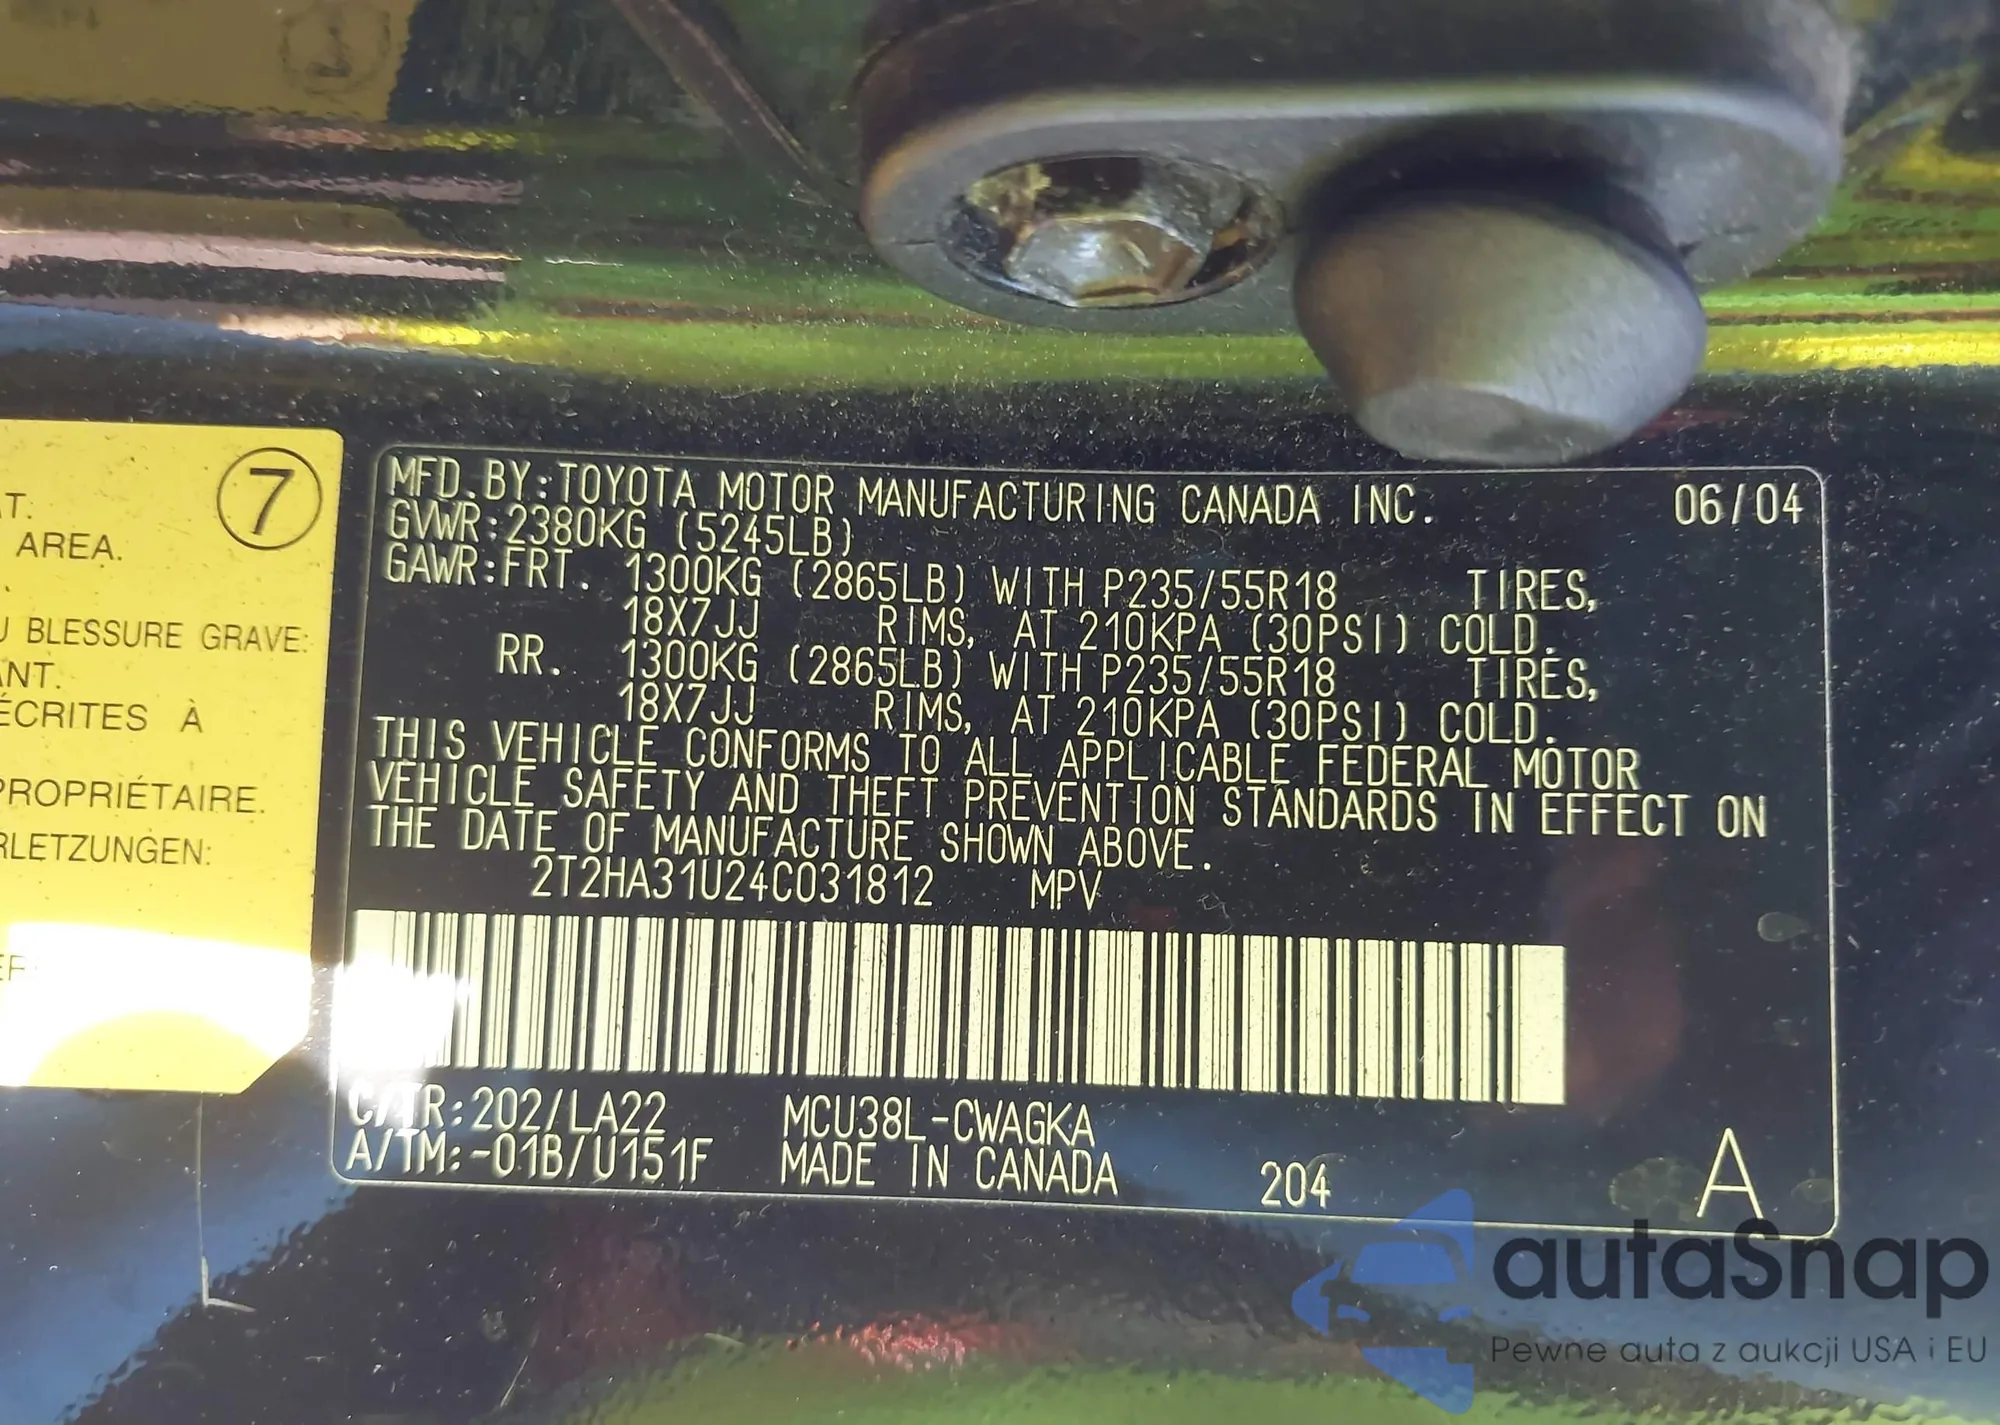 7
AT.
AREA.
BLESSURE GRAVE:
ANT.
ÉCRITES À
PROPRIÉTAIRE.
RLETZUNGEN:
MFD.BY:TOYOTA MOTOR MANUFACTURING CANADA INC. 06/04
GVWR:2380KG (5245LB)
GAWR:FRT. 1300KG (2865LB) WITH P235/55R18 TIRES,
18X7JJ RIMS, AT 210KPA (30PSI) COLD.
RR. 1300KG (2865LB) WITH P235/55R18 TIRES,
18X7JJ RIMS, AT 210KPA (30PSI) COLD.
THIS VEHICLE CONFORMS TO ALL APPLICABLE FEDERAL MOTOR
VEHICLE SAFETY AND THEFT PREVENTION STANDARDS IN EFFECT ON
THE DATE OF MANUFACTURE SHOWN ABOVE.
2T2HA31U24C031812 MPV
C/TR:202/LA22 MCU38L-CWAGKA
A/TM:-01B/U151F MADE IN CANADA 204 A
autaSnap
Pewne auta z aukcji USA i EU